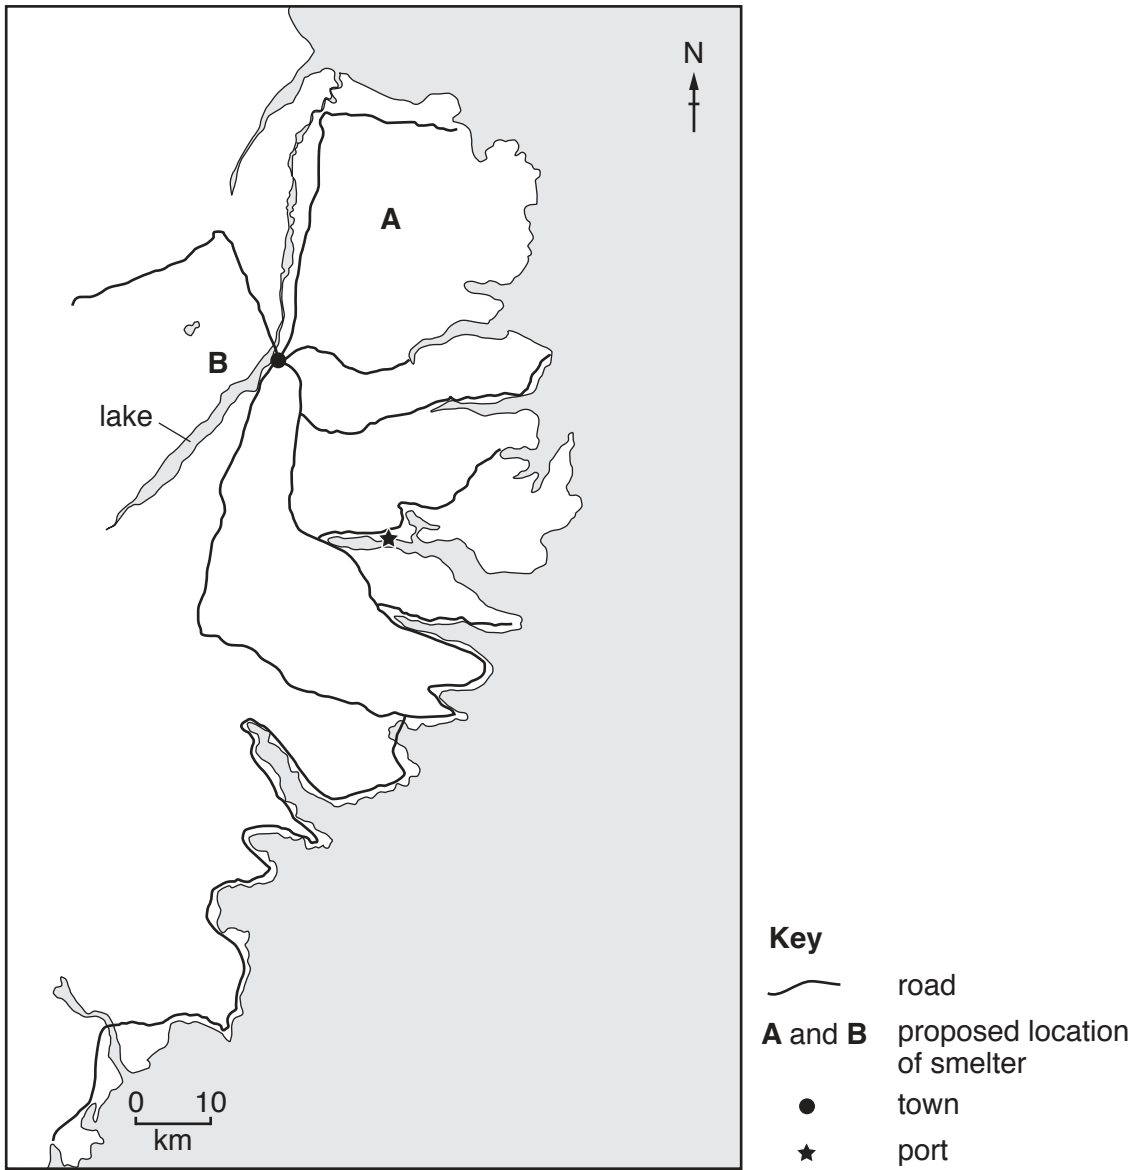 N
A
B
lake
0 10
km
Key
road
A and B proposed location
of smelter
town
port